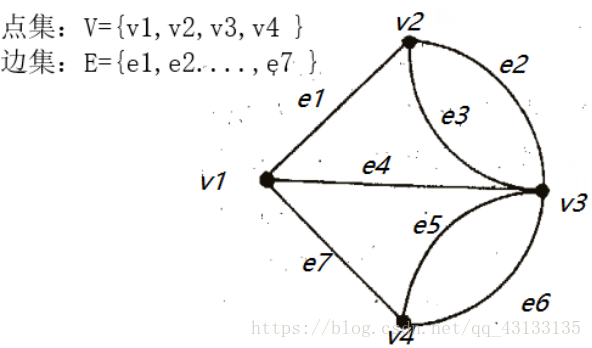 点集: V={v1,v2,v3,v4 }
边集: E={e1,e2....,e7 }
v2
e2
e1
e3
e4
v1
v3
e5
e7
e6
https://blog.csdn.net/qq_43133135
v4